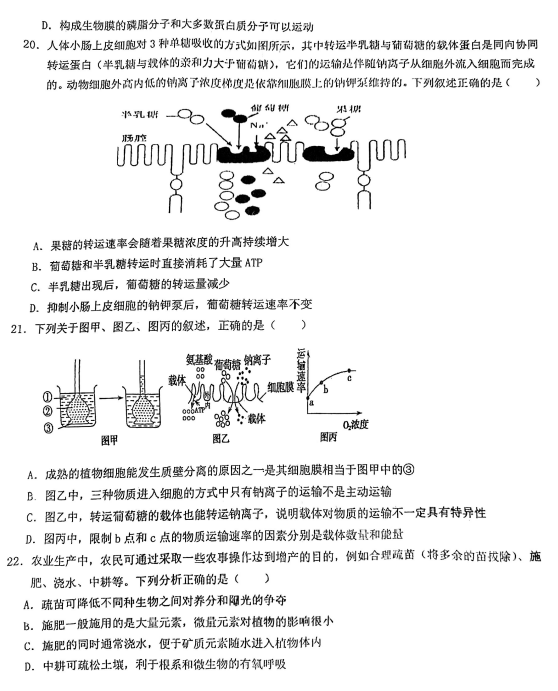 D. 构成生物膜的磷脂分子和大多数蛋白质分子可以运动
20. 人体小肠上皮细胞对3种单糖吸收的方式如图所示，其中转运半乳糖与葡萄糖的载体蛋白是同向协同
转运蛋白（半乳糖与载体的亲和力大于葡萄糖），它们的运输是伴随钠离子从细胞外流入细胞而完成
的。动物细胞外高内低的钠离子浓度梯度是依靠细胞膜上的钠钾泵维持的。下列叙述正确的是（ ）
半乳糖 葡萄糖 果糖
Na⁺
肠腔
A. 果糖的转运速率会随着果糖浓度的升高持续增大
B. 葡萄糖和半乳糖转运时直接消耗了大量 ATP
C. 半乳糖出现后，葡萄糖的转运量减少
D. 抑制小肠上皮细胞的钠钾泵后，葡萄糖转运速率不变
21. 下列关于图甲、图乙、图丙的叙述，正确的是（ ）
①
②
③
图甲
氨基酸 葡萄糖 钠离子
载体
细胞膜
ATP
内
载体
图乙
运输速率
a
b
c
O₂浓度
图丙
A. 成熟的植物细胞能发生质壁分离的原因之一是其细胞膜相当于图甲中的③
B. 图乙中，三种物质进入细胞的方式中只有钠离子的运输不是主动运输
C. 图乙中，转运葡萄糖的载体也能转运钠离子，说明载体对物质的运输不一定具有特异性
D. 图丙中，限制 b 点和 c 点的物质运输速率的因素分别是载体数量和能量
22. 农业生产中，农民可通过采取一些农事操作达到增产的目的，例如合理疏苗（将多余的苗拔除）、施
肥、浇水、中耕等。下列分析正确的是（ ）
A. 疏苗可降低不同种生物之间对养分和阳光的争夺
B. 施肥一般施用的是大量元素，微量元素对植物的影响很小
C. 施肥的同时通常浇水，便于矿质元素随水进入植物体内
D. 中耕可疏松土壤，利于根系和微生物的有氧呼吸